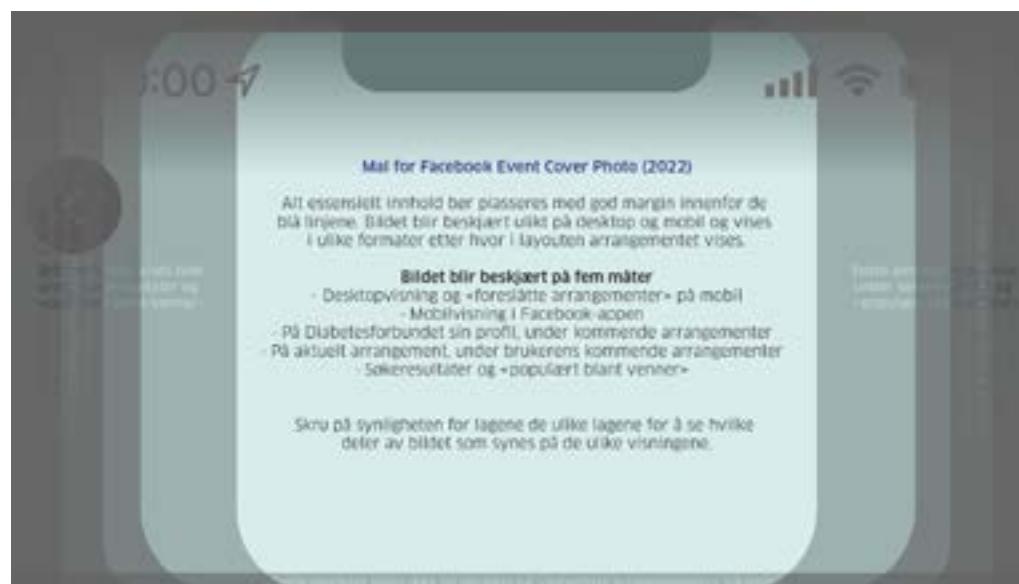 :00
Mal for Facebook Event Cover Photo (2022)
Alt essensielt innhold bør plasseres med god margin innenfor de
blå linjene. Bildet blir beskjært ulikt på desktop og mobil og vises
i ulike formater etter hvor i layouten arrangementet vises.
Bildet blir beskjært på fem måter
- Desktopvisning og «foreslåtte arrangementer» på mobil
- Mobilvisning i Facebook-appen
- På Diabetesforbundet sin profil, under kommende arrangementer
- På aktuelt arrangement, under brukerens kommende arrangementer
- Søkeresultater og «populært blant venner»
Skru på synligheten for lagene de ulike lagene for å se hvilke
deler av bildet som synes på de ulike visningene.